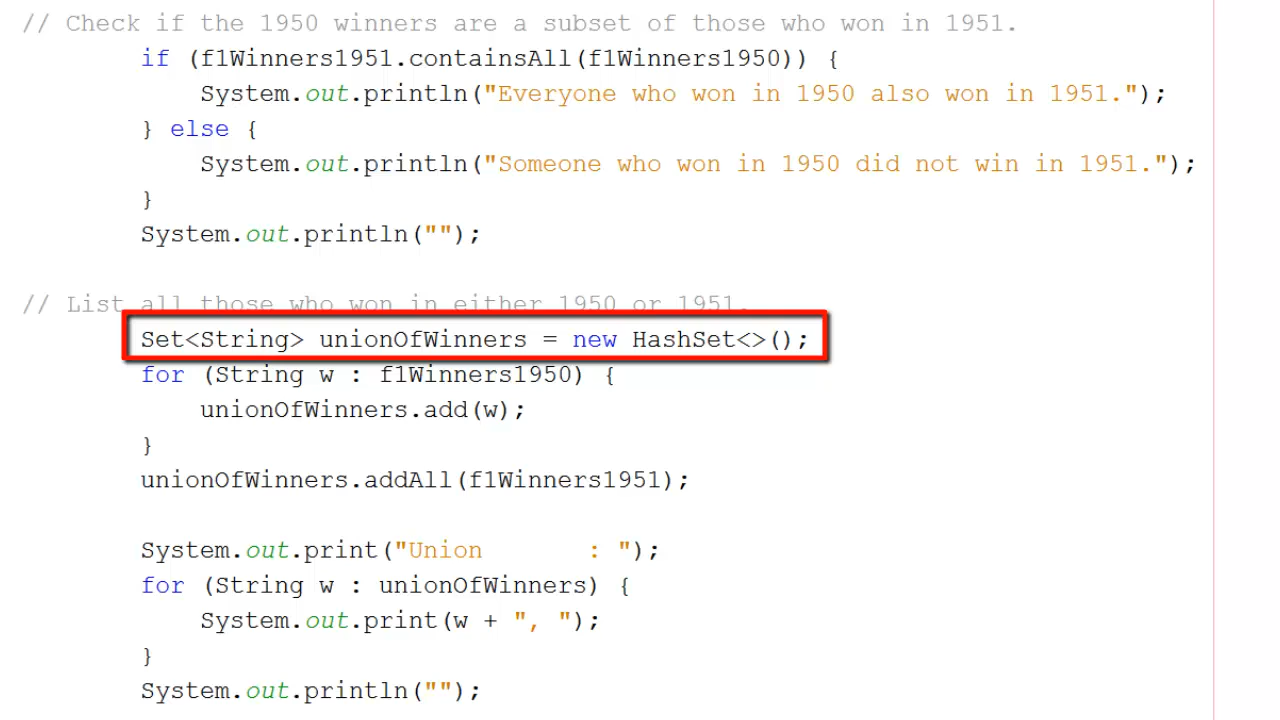 // Check if the 1950 winners are a subset of those who won in 1951.
if (f1Winners1951.containsAll(f1Winners1950)) {
System.out.println("Everyone who won in 1950 also won in 1951.");
} else {
System.out.println("Someone who won in 1950 did not win in 1951.");
}
System.out.println("");
// List all those who won in either 1950 or 1951.
Set<String> unionOfWinners = new HashSet<>();
for (String w : f1Winners1950) {
unionOfWinners.add(w);
}
unionOfWinners.addAll(f1Winners1951);
System.out.print("Union       : ");
for (String w : unionOfWinners) {
System.out.print(w + ", ");
}
System.out.println("");